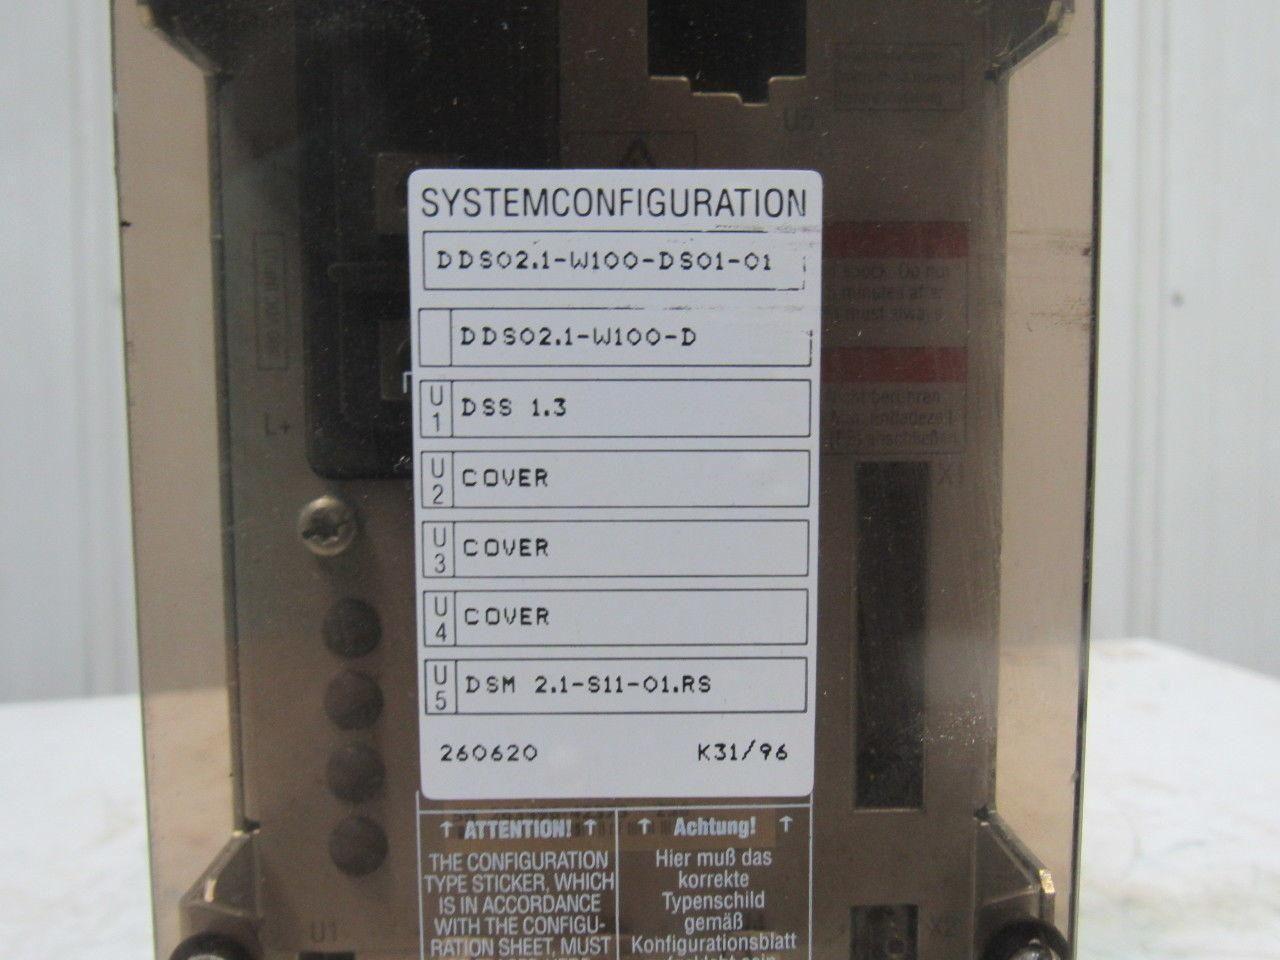 U5
SYSTEMCONFIGURATION
DDS02.1-W100-DS01-01
DDS02.1-W100-D
U1 DSS 1.3
U2 COVER
U3 COVER
U4 COVER
U5 DSM 2.1-S11-01.RS
260620 K31/96
L+
X1
↑ ATTENTION! ↑
THE CONFIGURATION
TYPE STICKER, WHICH
IS IN ACCORDANCE
WITH THE CONFIGU-
RATION SHEET, MUST
↑ Achtung! ↑
Hier muß das
korrekte
Typenschild
gemäß
Konfigurationsblatt
U1
X2